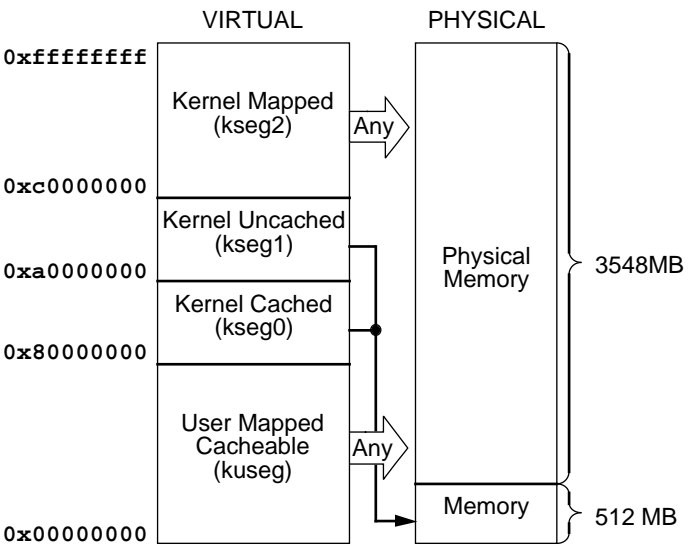 VIRTUAL
PHYSICAL
0xffffffff
Kernel Mapped
(kseg2)
Any
0xc0000000
Kernel Uncached
(kseg1)
0xa0000000
Kernel Cached
(kseg0)
0x80000000
User Mapped
Cacheable
(kuseg)
Any
0x00000000
Physical
Memory
3548MB
Memory
512 MB